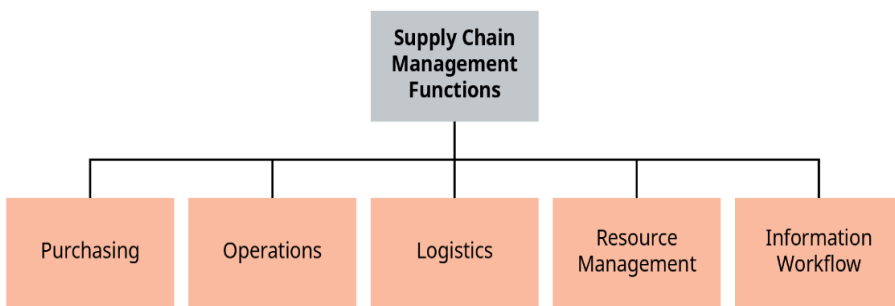 Supply Chain
Management
Functions
Purchasing
Operations
Logistics
Resource
Management
Information
Workflow